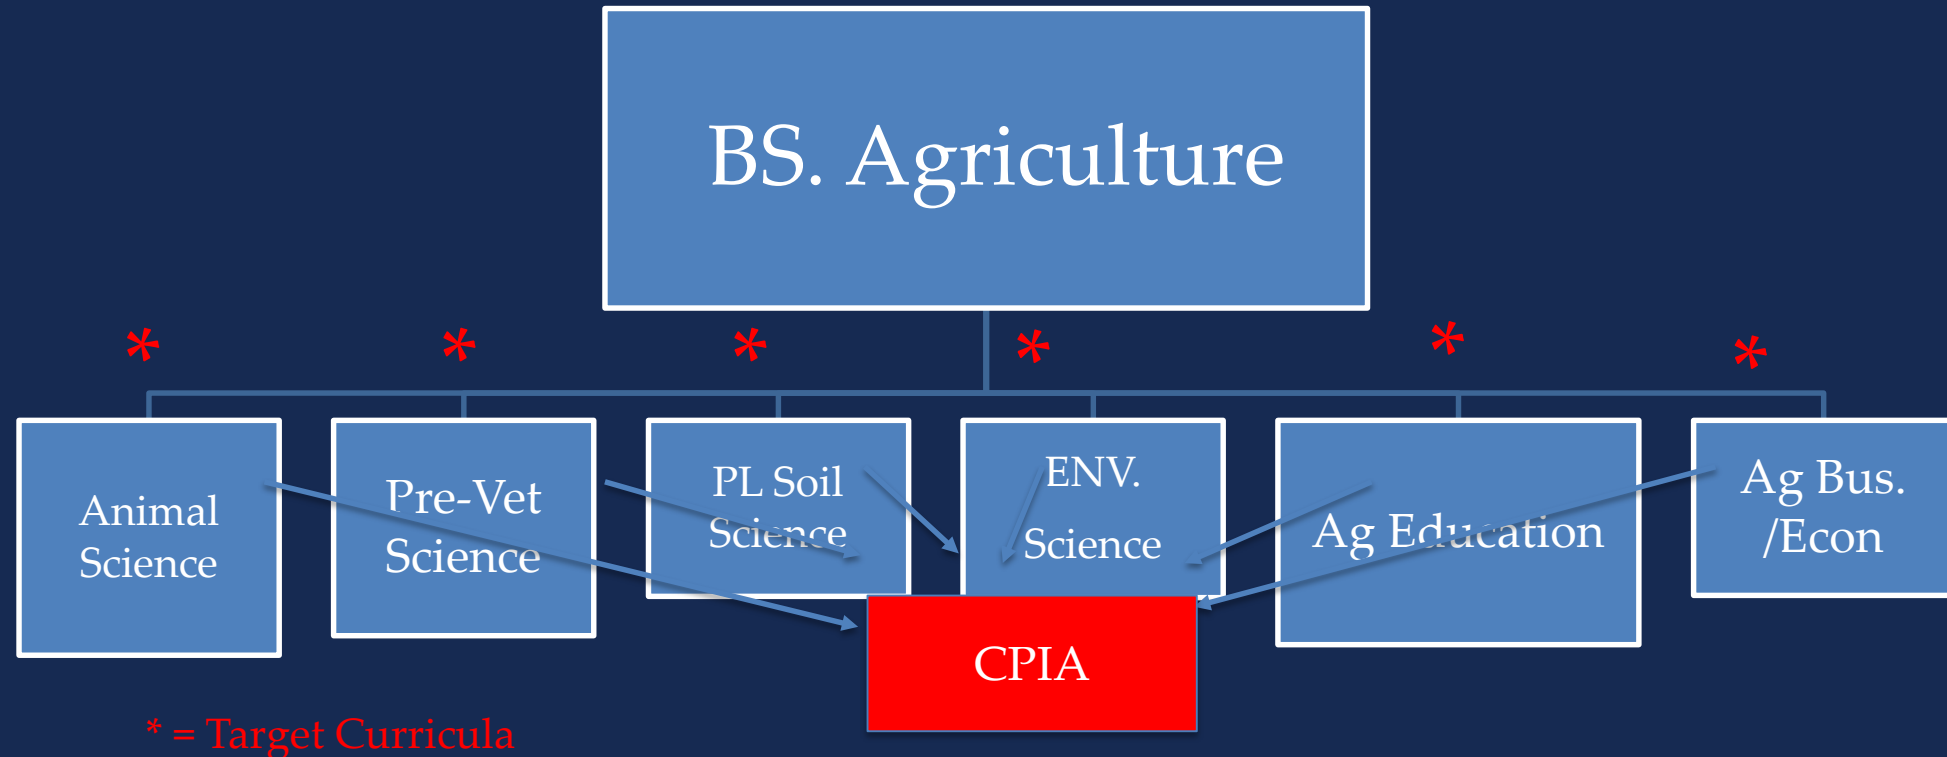 BS. Agriculture
* * * * * *
Animal
Science
Pre-Vet
Science
PL Soil
Science
ENV.
Science
Ag Education
Ag Bus.
/Econ
CPIA
* = Target Curricula